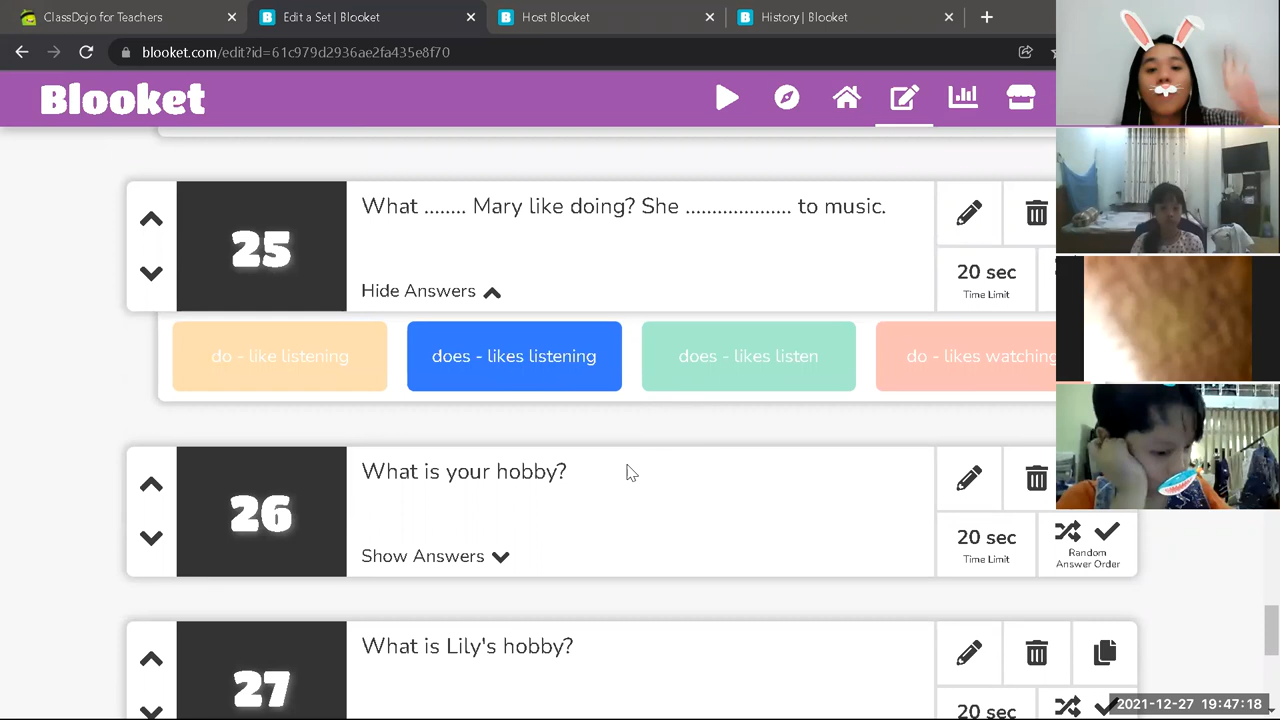 ClassDojo for Teachers
Edit a Set | Blooket
Host Blooket
History | Blooket
blooket.com/edit?id=61c979d2936ae2fa435e8f70
Blooket
25
What ........ Mary like doing? She ................... to music.
Hide Answers
20 sec
Time Limit
do - like listening
does - likes listening
does - likes listen
do - likes watching
26
What is your hobby?
Show Answers
20 sec
Time Limit
Random
Answer Order
27
What is Lily's hobby?
20 sec
2021-12-27 19:47:18